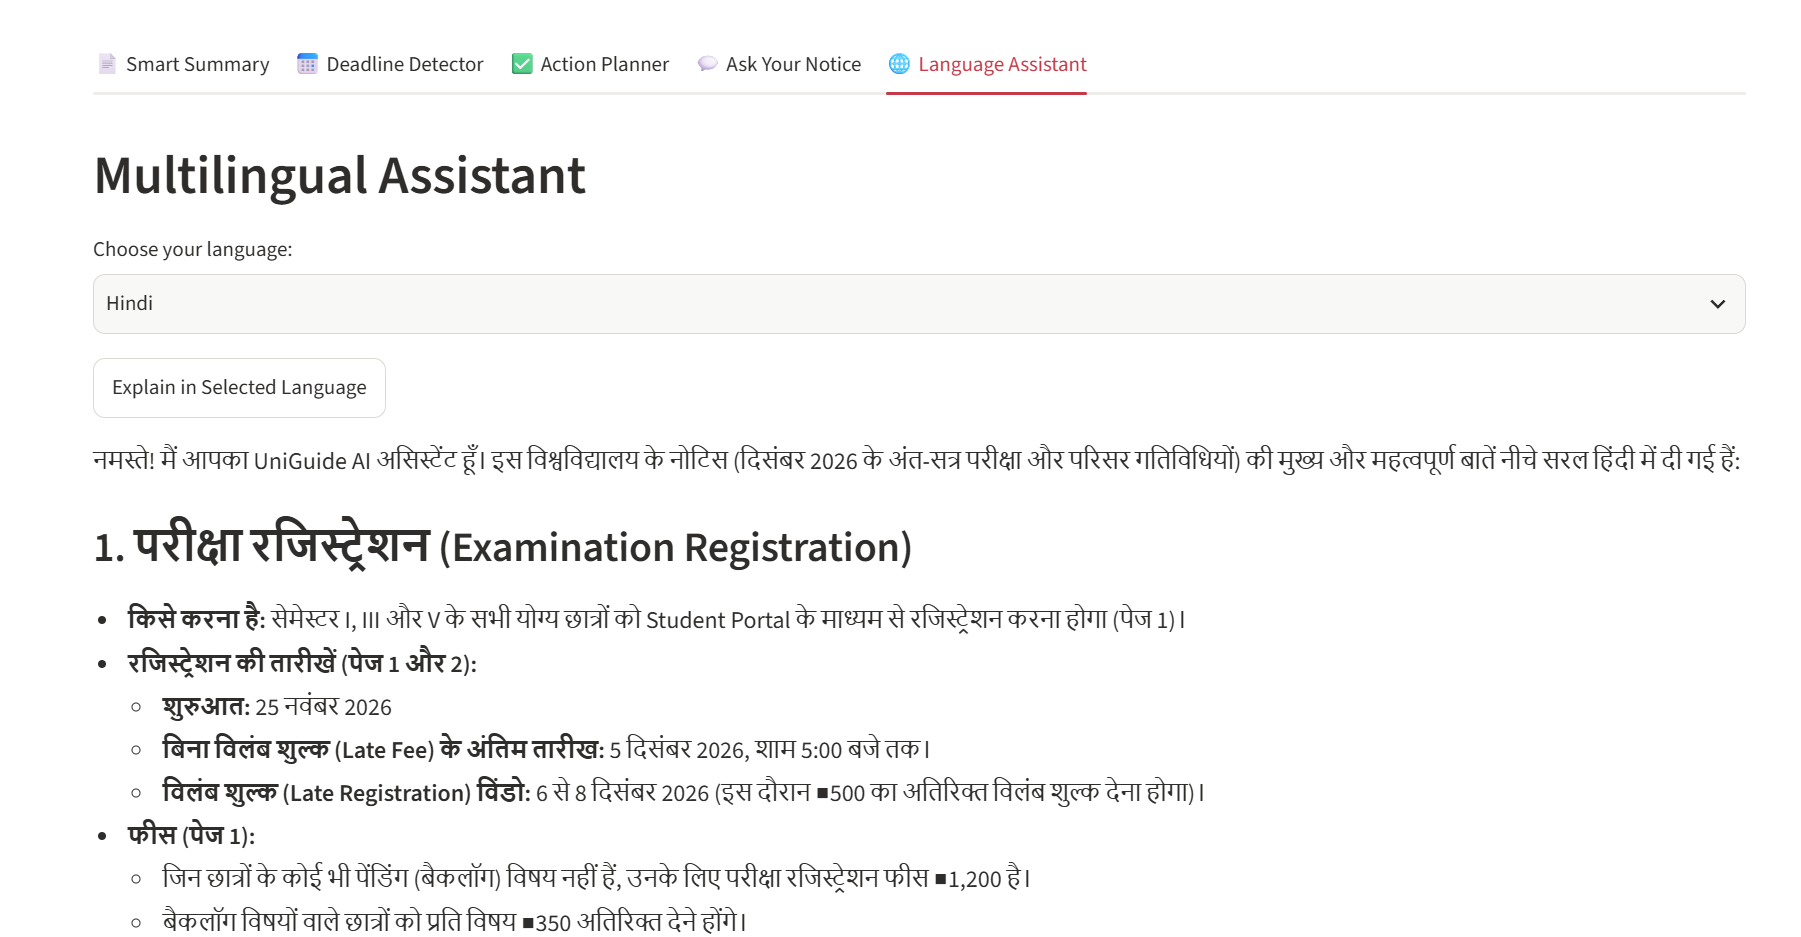 Smart Summary Deadline Detector Action Planner Ask Your Notice Language Assistant
Multilingual Assistant
Choose your language:
Hindi
Explain in Selected Language
नमस्ते! मैं आपका UniGuide AI असिस्टेंट हूँ। इस विश्वविद्यालय के नोटिस (दिसंबर 2026 के अंत-सत्र परीक्षा और परिसर गतिविधियों) की मुख्य और महत्वपूर्ण बातें नीचे सरल हिंदी में दी गई हैं:
1. परीक्षा रजिस्ट्रेशन (Examination Registration)
• किसे करना है: सेमेस्टर I, III और V के सभी योग्य छात्रों को Student Portal के माध्यम से रजिस्ट्रेशन करना होगा (पेज 1)।
• रजिस्ट्रेशन की तारीखें (पेज 1 और 2):
◦ शुरुआत: 25 नवंबर 2026
◦ बिना विलंब शुल्क (Late Fee) के अंतिम तारीख: 5 दिसंबर 2026, शाम 5:00 बजे तक।
◦ विलंब शुल्क (Late Registration) विंडो: 6 से 8 दिसंबर 2026 (इस दौरान ■500 का अतिरिक्त विलंब शुल्क देना होगा)।
• फीस (पेज 1):
◦ जिन छात्रों के कोई भी पेंडिंग (बैकलॉग) विषय नहीं हैं, उनके लिए परीक्षा रजिस्ट्रेशन फीस ■1,200 है।
◦ बैकलॉग विषयों वाले छात्रों को प्रति विषय ■350 अतिरिक्त देने होंगे।